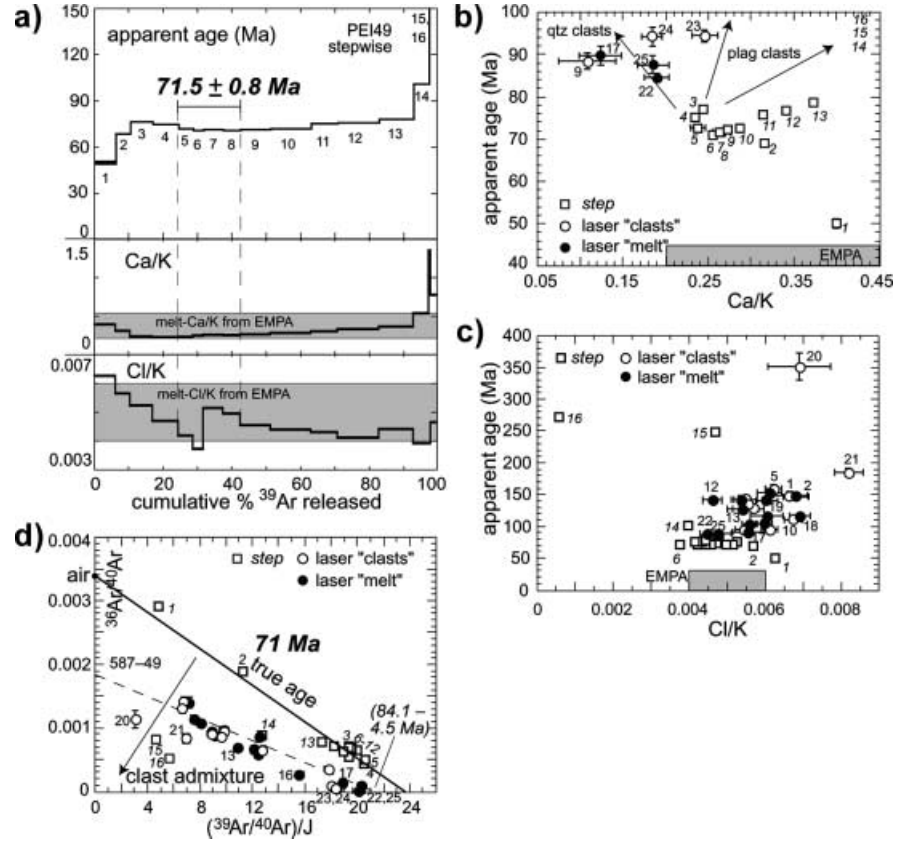 a)
apparent age (Ma)
PEI49
stepwise
15,
16
14
71.5 ± 0.8 Ma
150
120
90
60
30
0
1
2
3
4
5
6
7
8
9
10
11
12
13
Ca/K
1.5
melt-Ca/K from EMPA
0
Cl/K
0.007
melt-Cl/K from EMPA
0.003
0 20 40 60 80 100
cumulative % 39Ar released
b)
apparent age (Ma)
100
90
80
70
60
50
40
qtz clasts
plag clasts
23
24
17
9
25
22
16
15
14
3
4
5
6
7
8
9
10
11
12
13
2
1
step
laser "clasts"
laser "melt"
EMPA
0.05 0.15 0.25 0.35 0.45
Ca/K
c)
apparent age (Ma)
400
350
300
250
200
150
100
50
0
step
laser "clasts"
laser "melt"
20
16
15
21
5
1
2
12
19
13
14
22
25
10
18
7
6
2
1
EMPA
0 0.002 0.004 0.006 0.008
Cl/K
d)
36Ar/40Ar
0.004
air
0.003
0.002
0.001
0
step
laser "clasts"
laser "melt"
1
2
71 Ma
true age
587–49
(84.1 –
4.5 Ma)
20
21
15
16
13
14
13
3
6
12
5
4
16
17
23,24
22,25
clast admixture
0 4 8 12 16 20 24 28
(39Ar/40Ar)/J